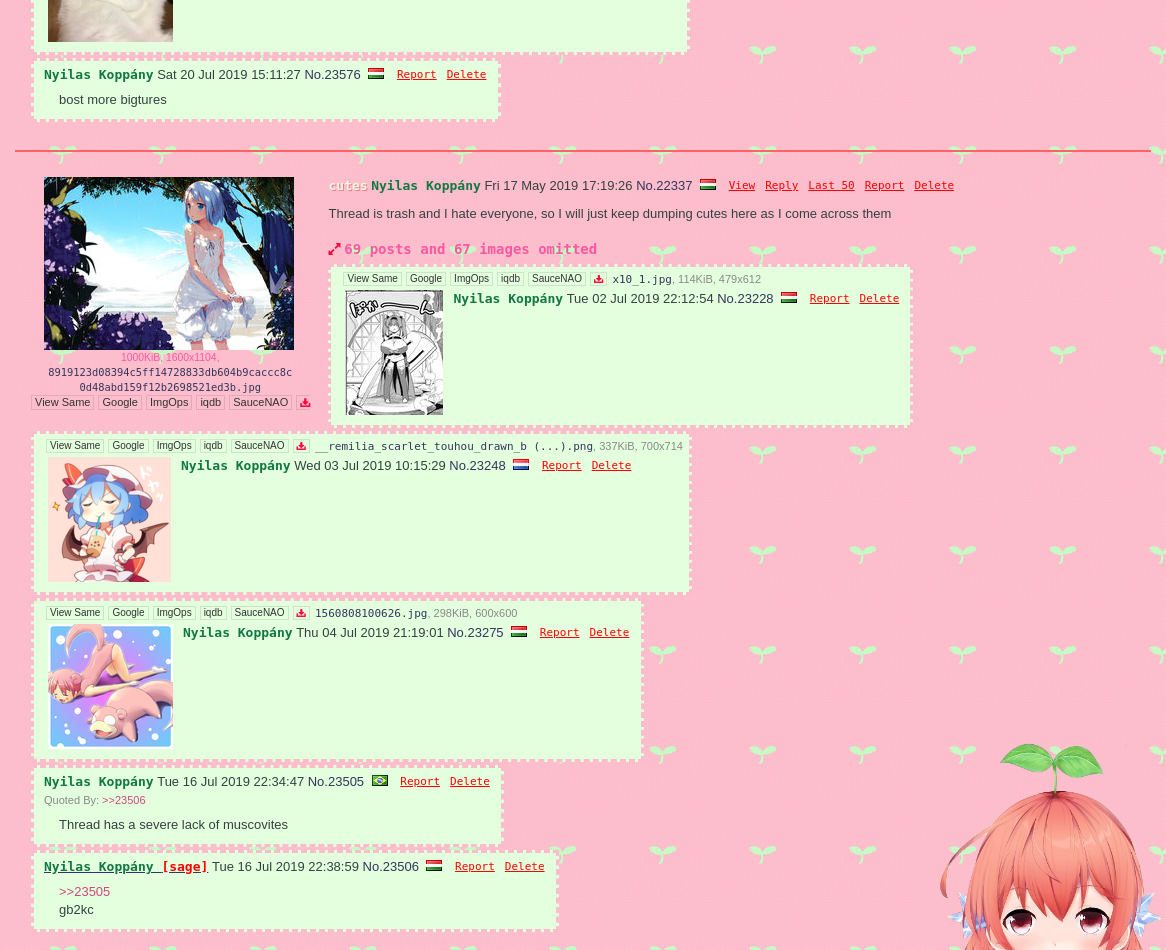 Nyilas Koppány Sat 20 Jul 2019 15:11:27 No.23576 Report Delete
bost more bigtures
cutes Nyilas Koppány Fri 17 May 2019 17:19:26 No.22337 View Reply Last 50 Report Delete
Thread is trash and I hate everyone, so I will just keep dumping cutes here as I come across them
69 posts and 67 images omitted
1000KiB, 1600x1104,
8919123d08394c5ff14728833db604b9caccc8c
0d48abd159f12b2698521ed3b.jpg
View Same Google ImgOps iqdb SauceNAO
View Same Google ImgOps iqdb SauceNAO x10_1.jpg, 114KiB, 479x612
Nyilas Koppány Tue 02 Jul 2019 22:12:54 No.23228 Report Delete
View Same Google ImgOps iqdb SauceNAO __remilia_scarlet_touhou_drawn_b (...).png, 337KiB, 700x714
Nyilas Koppány Wed 03 Jul 2019 10:15:29 No.23248 Report Delete
View Same Google ImgOps iqdb SauceNAO 1560808100626.jpg, 298KiB, 600x600
Nyilas Koppány Thu 04 Jul 2019 21:19:01 No.23275 Report Delete
Nyilas Koppány Tue 16 Jul 2019 22:34:47 No.23505 Report Delete
Quoted By: >>23506
Thread has a severe lack of muscovites
Nyilas Koppány [sage] Tue 16 Jul 2019 22:38:59 No.23506 Report Delete
>>23505
gb2kc